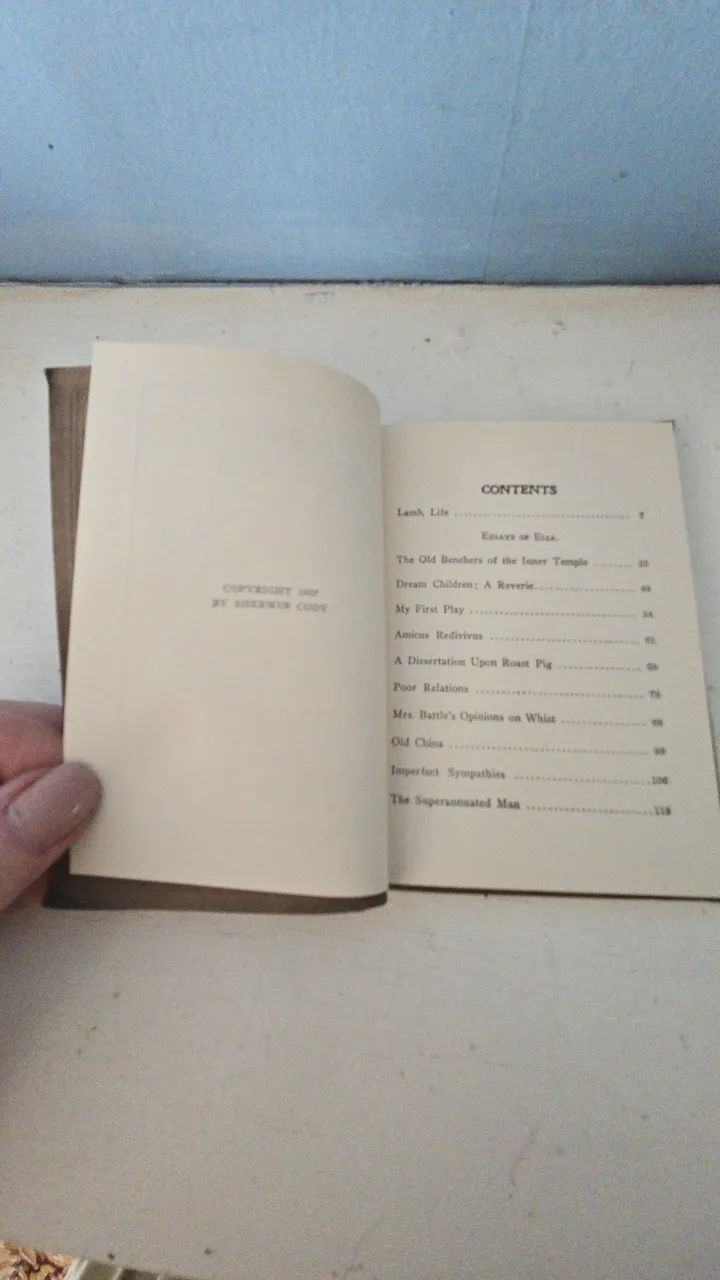 COPYRIGHT 1907
BY SHERWIN CODY
CONTENTS
Lamb, Life
ESSAYS OF ELIA.
The Old Benchers of the Inner Temple
Dream Children; A Reverie
My First Play
Amicus Redivivus
A Dissertation Upon Roast Pig
Poor Relations
Mrs. Battle's Opinions on Whist
Old China
Imperfect Sympathies ........ 106
The Superannuated Man